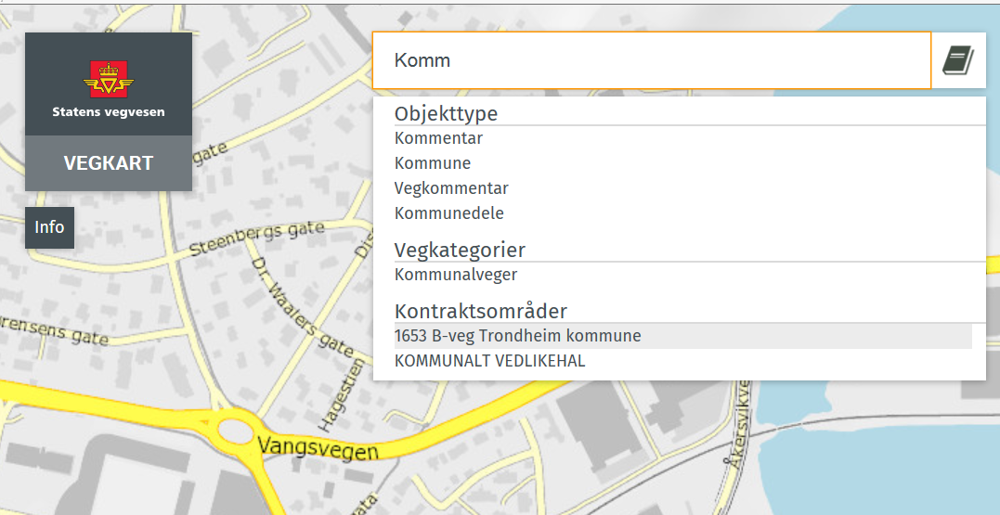 Statens vegvesen
VEGKART
Info
Komm
Objekttype
Kommentar
Kommune
Vegkommentar
Kommunedele
Vegkategorier
Kommunalveger
Kontraktsområder
1653 B-veg Trondheim kommune
KOMMUNALT VEDLIKEHAL
gate
Steenbergs gate
Dr. Waalers gate
rensens gate
Hagestien
Vangsvegen
Åkersvikve